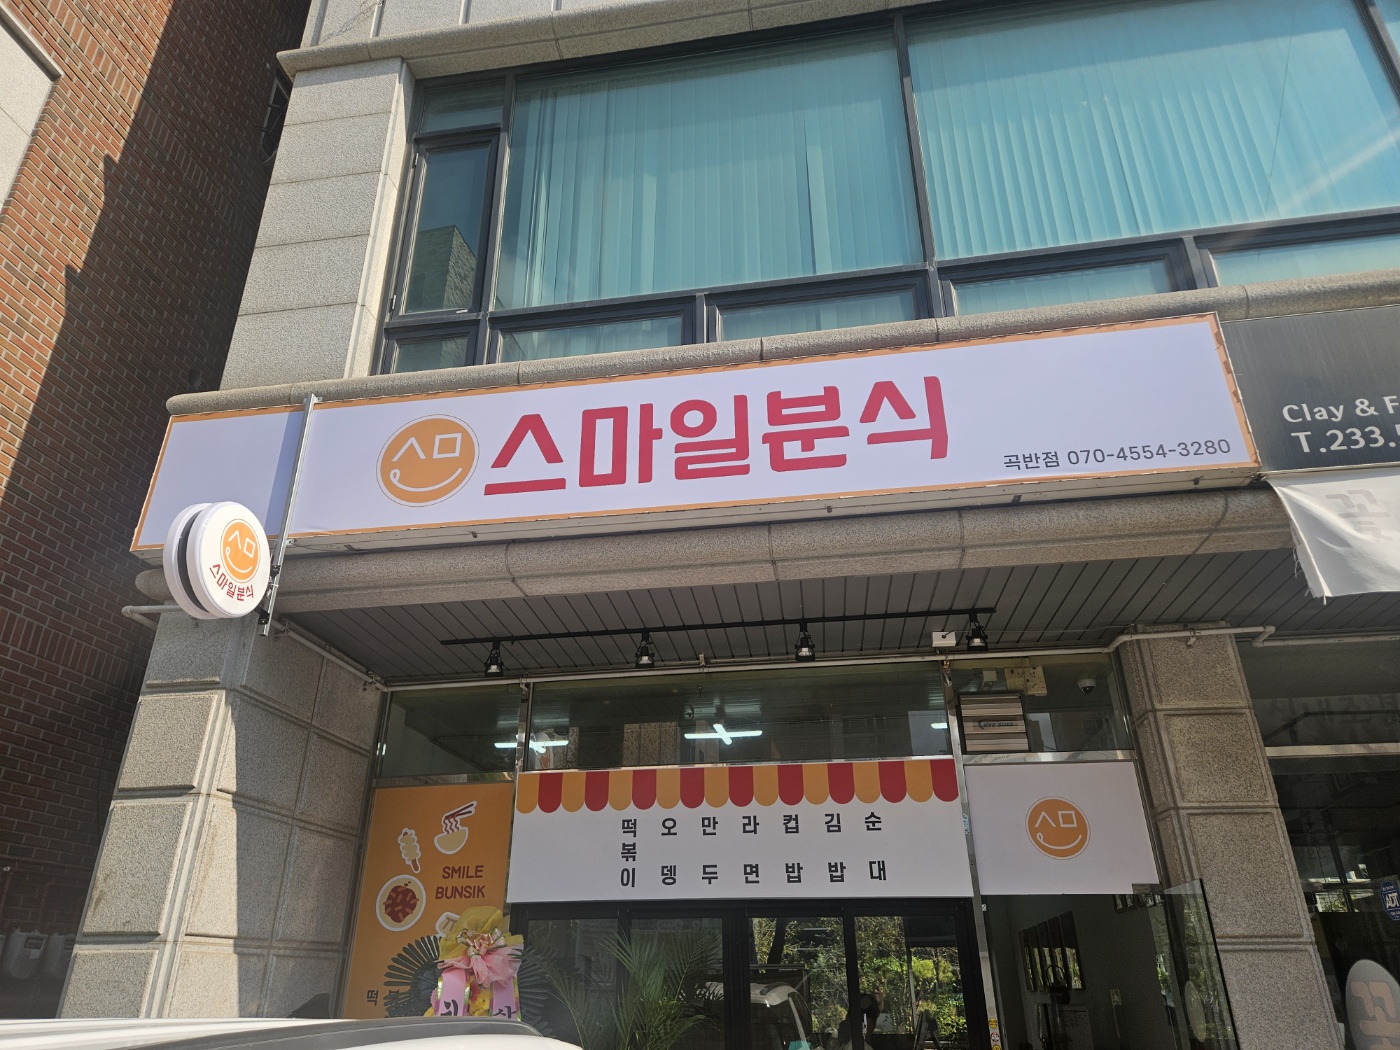 스마일분식
곡반점 070-4554-3280
스마일분식
Clay & F
T.233.
SMILE
BUNSIK
떡볶이 오뎅 만두 라면 컵밥 김밥 순대
ADT